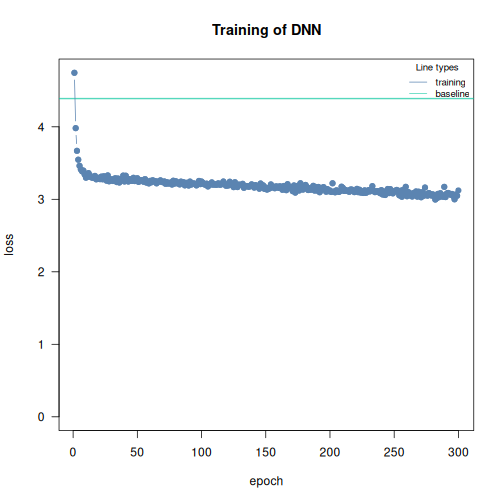 Training of DNN
Line types
training
baseline
loss
4
3
2
1
0
0 50 100 150 200 250 300
epoch